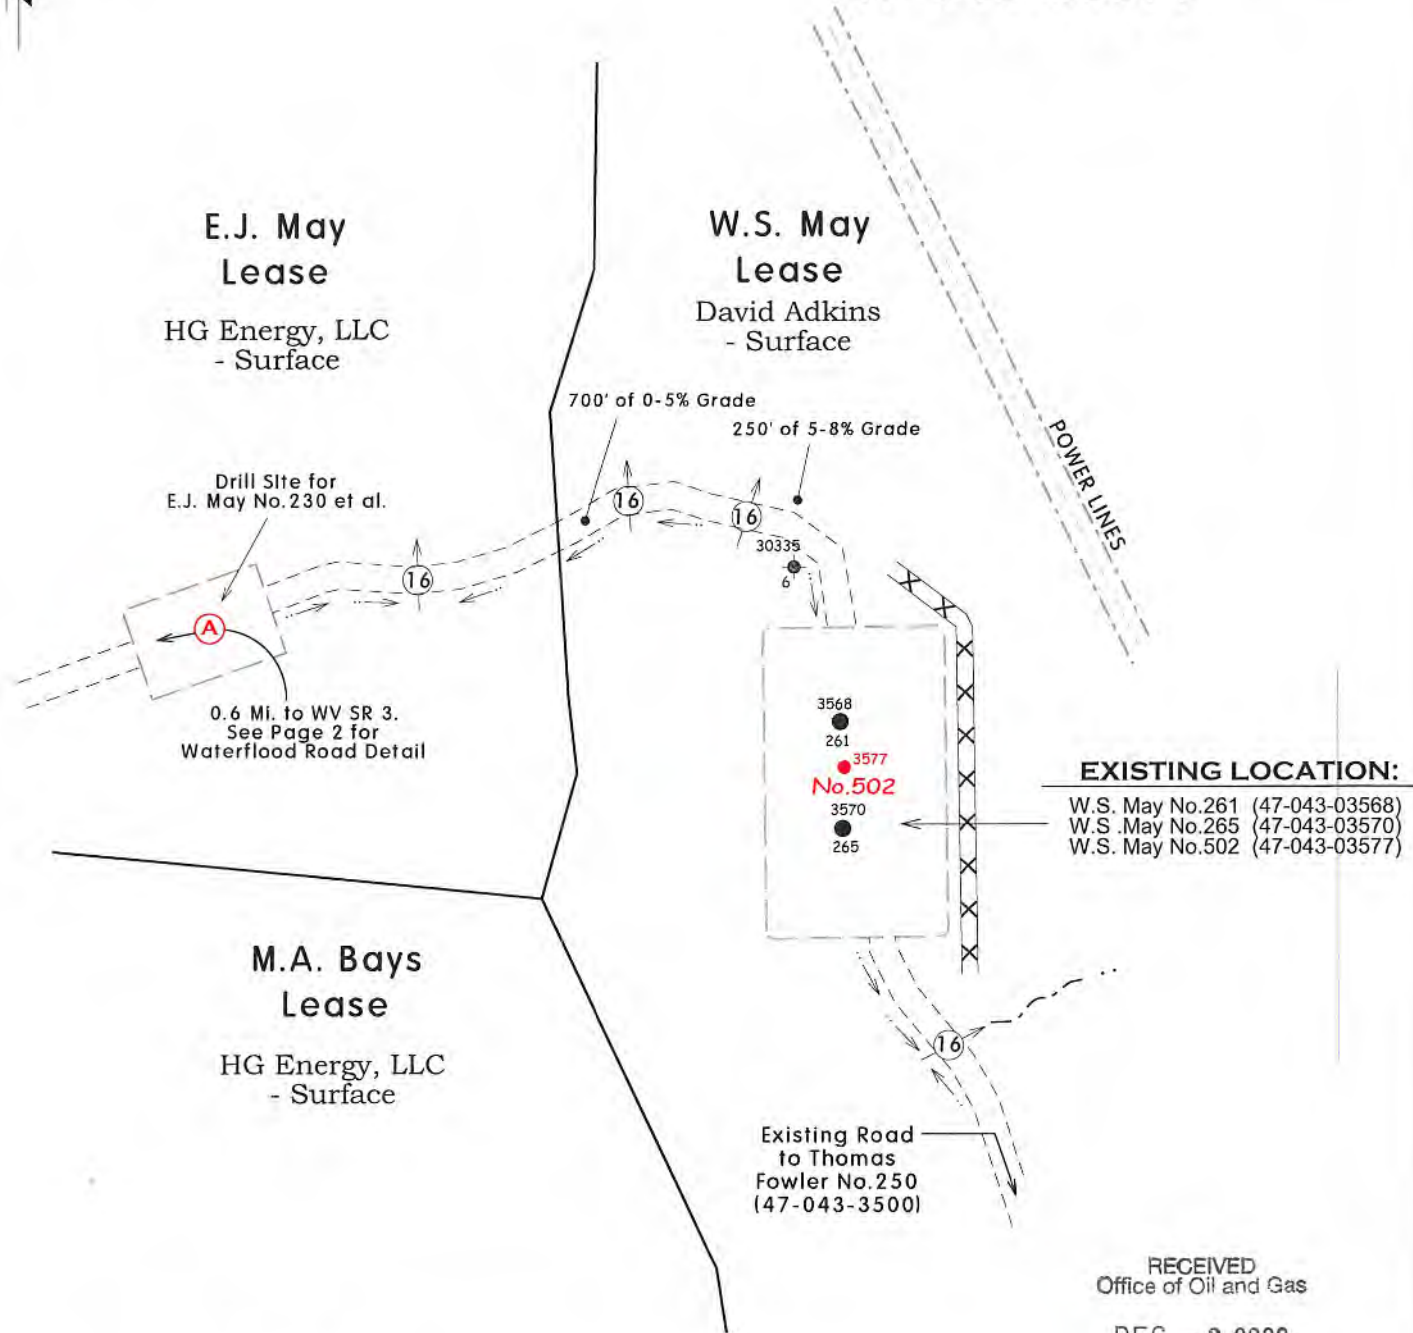 E.J. May
Lease
HG Energy, LLC
- Surface
W.S. May
Lease
David Adkins
- Surface
700' of 0-5% Grade
250' of 5-8% Grade
POWER LINES
Drill Site for
E.J. May No.230 et al.
16
16
16
30335
6
A
0.6 Mi. to WV SR 3.
See Page 2 for
Waterflood Road Detail
3568
261
3577
No.502
3570
265
EXISTING LOCATION:
W.S. May No.261 (47-043-03568)
W.S .May No.265 (47-043-03570)
W.S. May No.502 (47-043-03577)
M.A. Bays
Lease
HG Energy, LLC
- Surface
16
Existing Road
to Thomas
Fowler No.250
(47-043-3500)
RECEIVED
Office of Oil and Gas
DEC